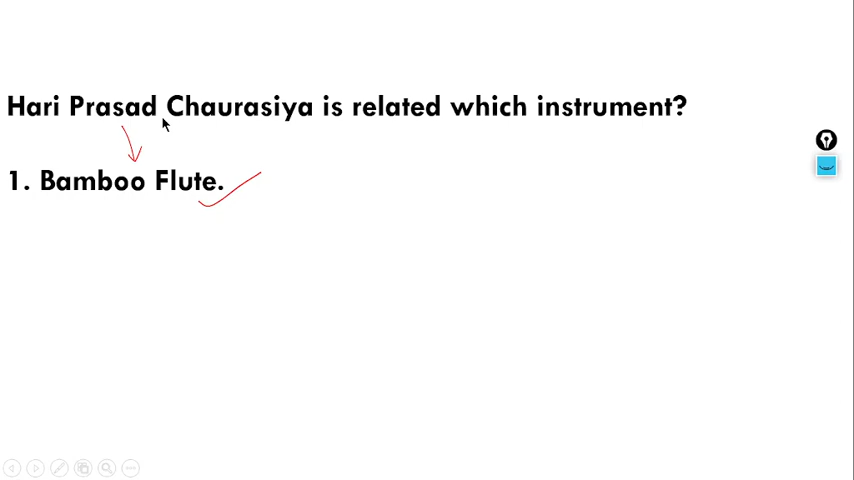 Hari Prasad Chaurasiya is related which instrument?
1. Bamboo Flute.